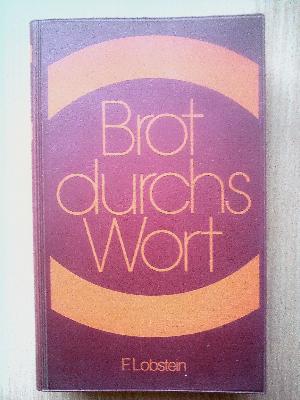 Brot
durchs
Wort
F. Lobstein